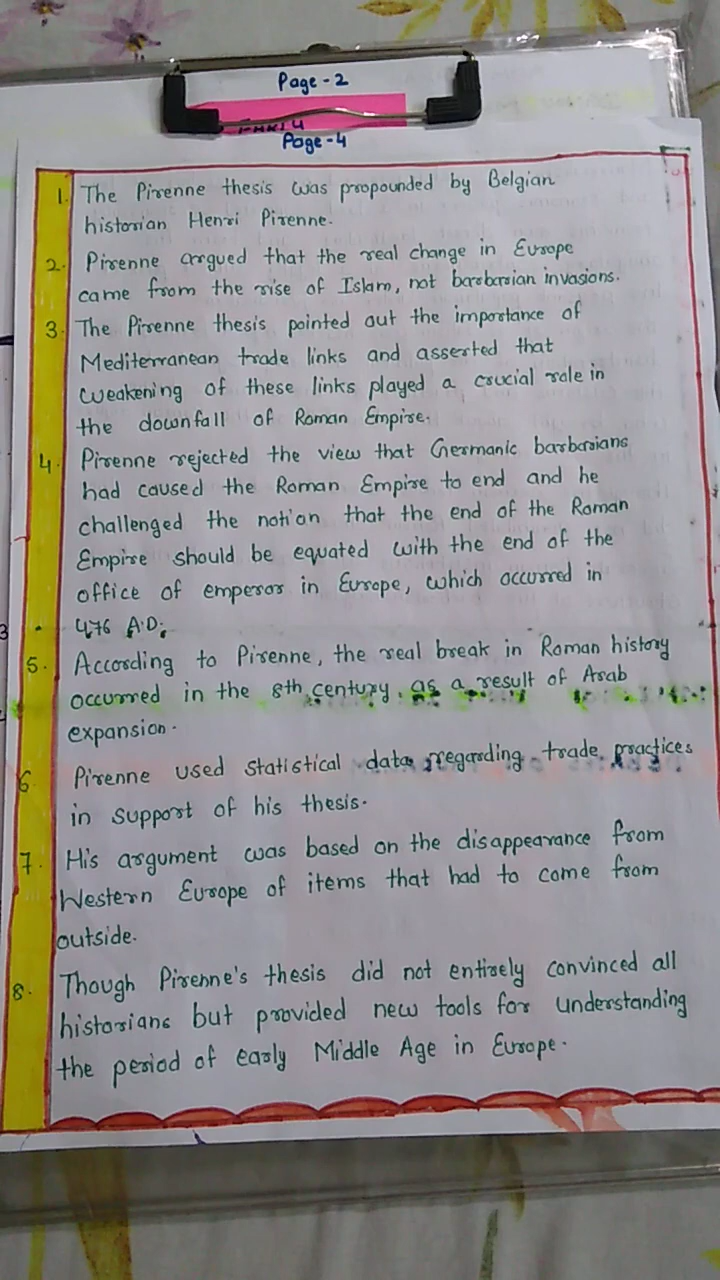 Page-2
Page-4
1. The Pirenne thesis was propounded by Belgian
historian Henri Pirenne.
2. Pirenne argued that the real change in Europe
came from the rise of Islam, not barbarian invasions.
3. The Pirenne thesis pointed out the importance of
Mediterranean trade links and asserted that
weakening of these links played a crucial role in
the downfall of Roman Empire.
4. Pirenne rejected the view that Germanic barbarians
had caused the Roman Empire to end and he
challenged the notion that the end of the Roman
Empire should be equated with the end of the
office of emperor in Europe, which occurred in
476 A.D.
5. According to Pirenne, the real break in Roman history
occurred in the 8th century, as a result of Arab
expansion.
6 Pirenne used statistical data regarding trade practices
in support of his thesis.
7. His argument was based on the disappearance from
Western Europe of items that had to come from
outside.
8. Though Pirenne's thesis did not entirely convinced all
historians but provided new tools for understanding
the period of early Middle Age in Europe.